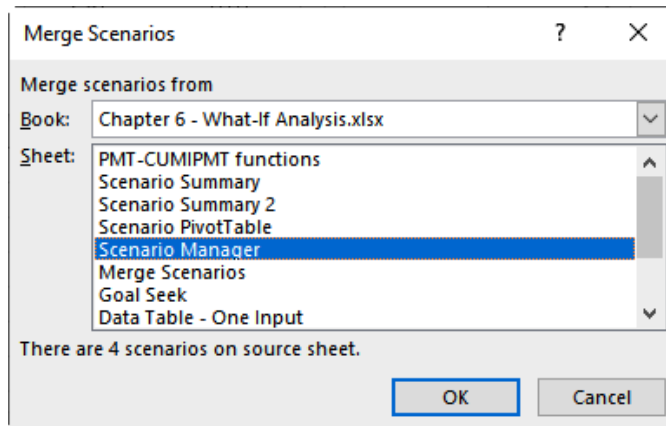 Merge Scenarios ?
Merge scenarios from
Book: Chapter 6 - What-If Analysis.xlsx
Sheet: PMT-CUMIPMT functions
Scenario Summary
Scenario Summary 2
Scenario PivotTable
Scenario Manager
Merge Scenarios
Goal Seek
Data Table - One Input
There are 4 scenarios on source sheet.
OK Cancel